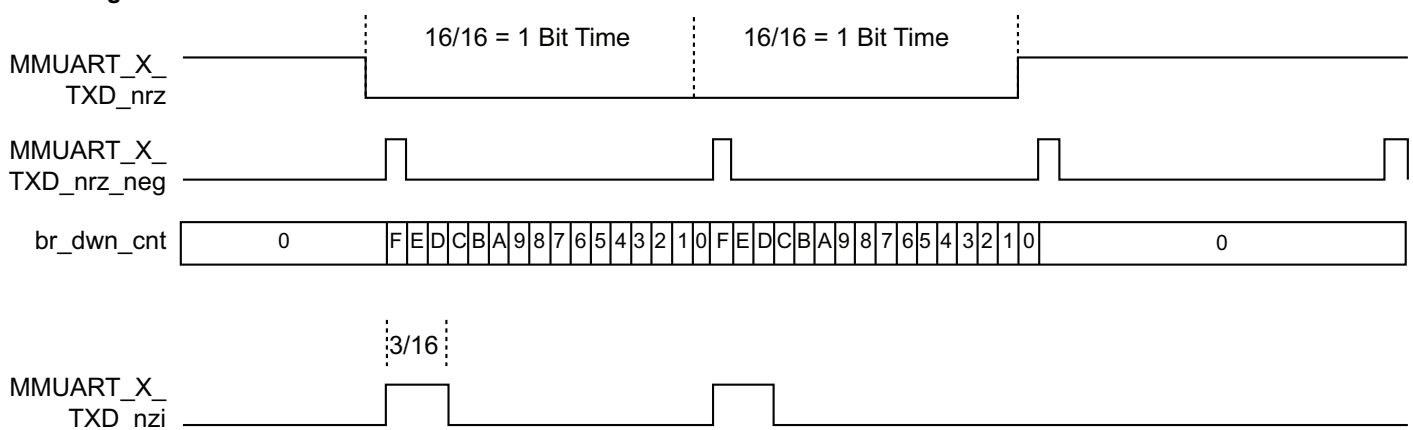 16/16 = 1 Bit Time 16/16 = 1 Bit Time
MMUART_X_
TXD_nrz
MMUART_X_
TXD_nrz_neg
br_dwn_cnt 0 F E D C B A 9 8 7 6 5 4 3 2 1 0 F E D C B A 9 8 7 6 5 4 3 2 1 0 0
3/16
MMUART_X_
TXD_nzi